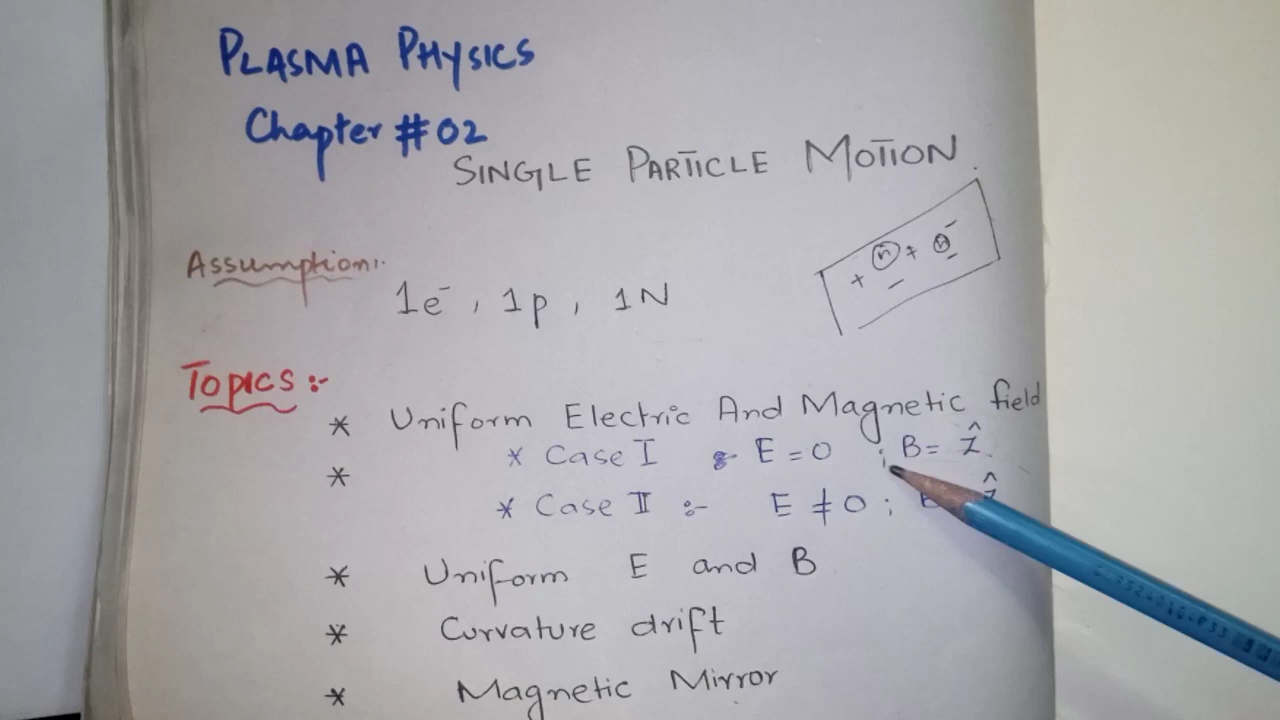 PLASMA PHYSICS
Chapter #02
SINGLE PARTICLE MOTION.
+ n + n -
-
Assumption:-
1e⁻, 1p, 1N
TOPICS :-
* Uniform Electric And Magnetic field
* Case I :- E = 0 ; B = ẑ
*
* Case II :- E ≠ 0 ; ẑ
* Uniform E and B
* Curvature drift
* Magnetic Mirror